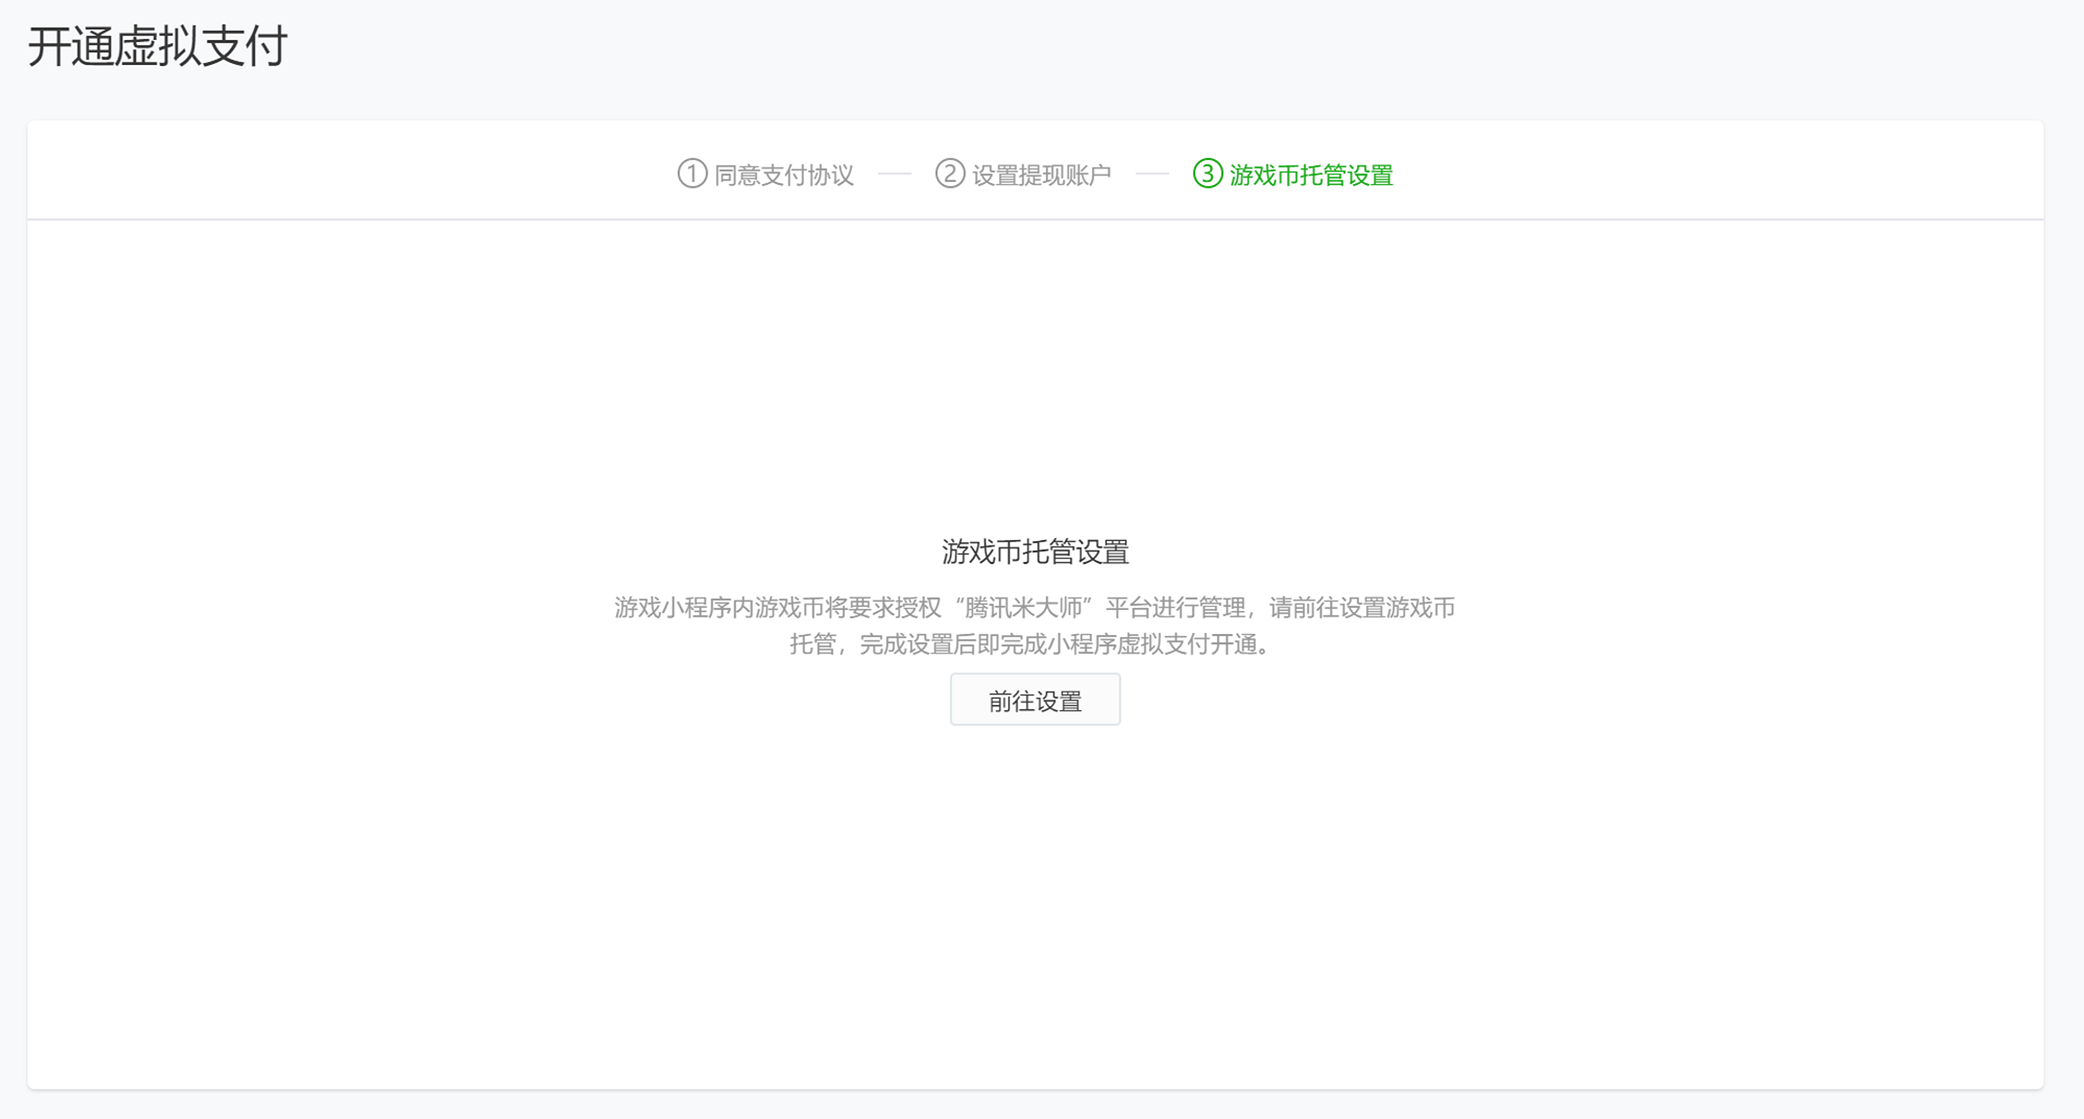 开通虚拟支付
① 同意支付协议 — ② 设置提现账户 — ③ 游戏币托管设置
游戏币托管设置
游戏小程序内游戏币将要求授权“腾讯米大师”平台进行管理，请前往设置游戏币
托管，完成设置后即完成小程序虚拟支付开通。
前往设置